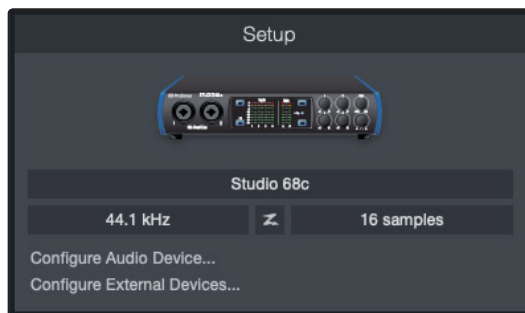 Setup
Studio 68c
44.1 kHz Z 16 samples
Configure Audio Device...
Configure External Devices...